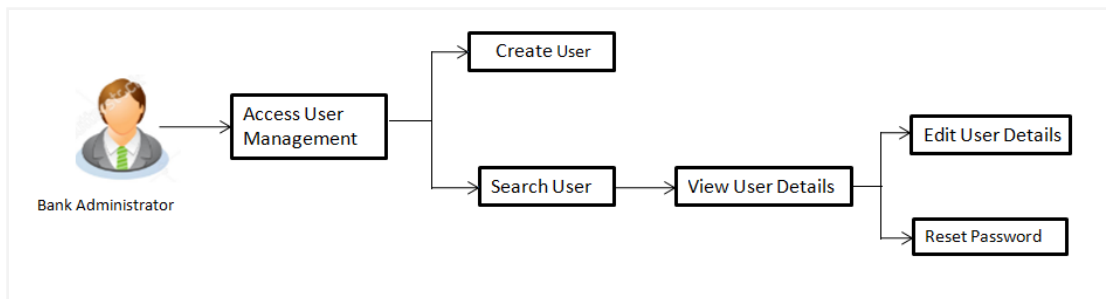 Create User
Access User
Management
Edit User Details
Search User
View User Details
Bank Administrator
Reset Password